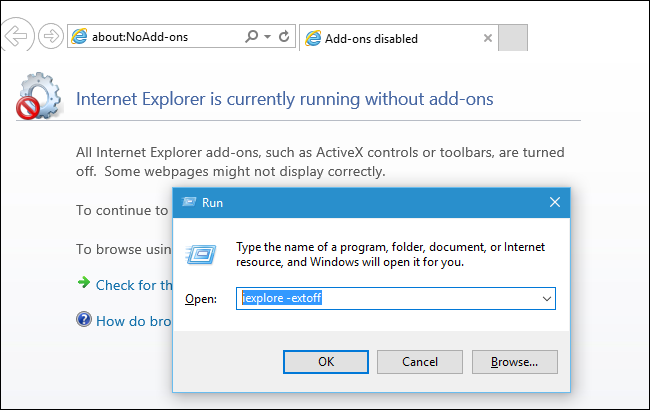 about:NoAdd-ons
Add-ons disabled
Internet Explorer is currently running without add-ons
All Internet Explorer add-ons, such as ActiveX controls or toolbars, are turned
off. Some webpages might not display correctly.
To continue to
To browse usin
Check for th
How do bro
Run
Type the name of a program, folder, document, or Internet
resource, and Windows will open it for you.
Open:
iexplore -extoff
OK
Cancel
Browse...